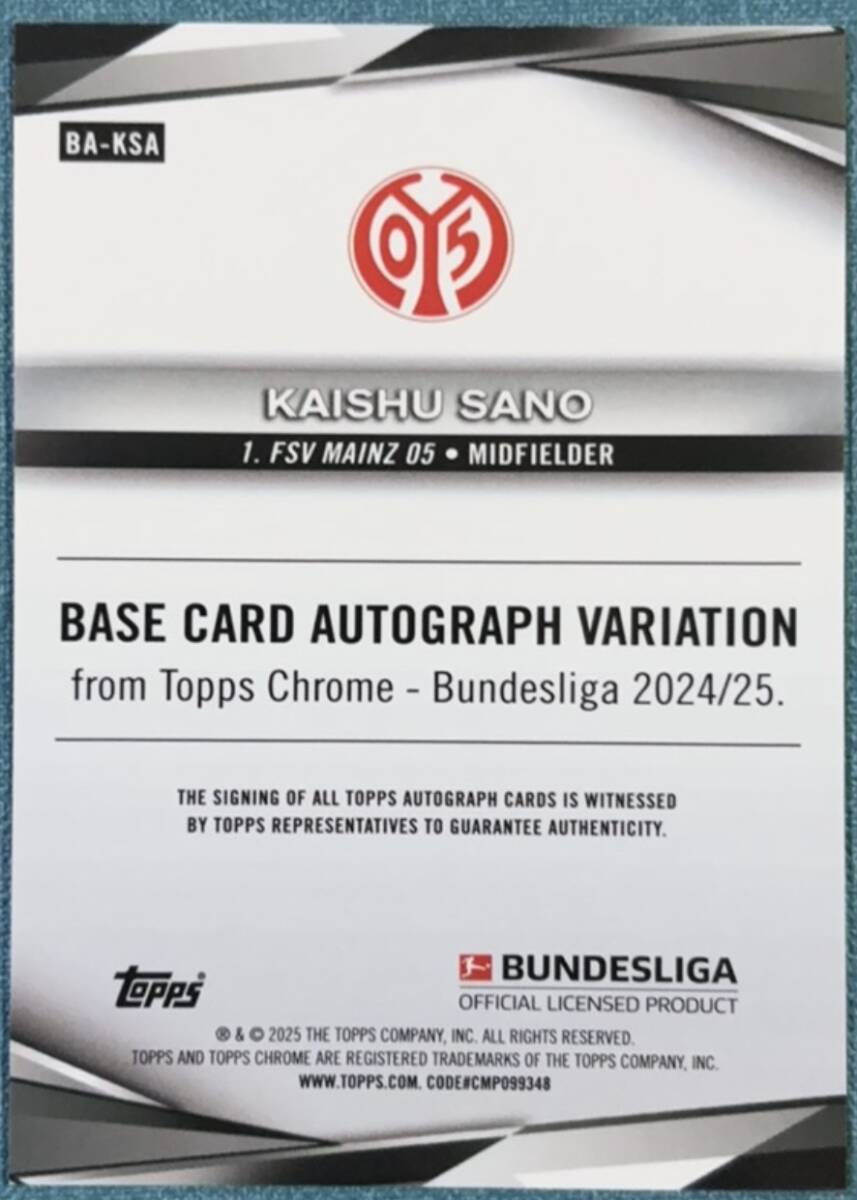 BA-KSA
05
KAISHU SANO
1. FSV MAINZ 05 • MIDFIELDER
BASE CARD AUTOGRAPH VARIATION
from Topps Chrome - Bundesliga 2024/25.
THE SIGNING OF ALL TOPPS AUTOGRAPH CARDS IS WITNESSED
BY TOPPS REPRESENTATIVES TO GUARANTEE AUTHENTICITY.
topps®
BUNDESLIGA
OFFICIAL LICENSED PRODUCT
® & © 2025 THE TOPPS COMPANY, INC. ALL RIGHTS RESERVED.
TOPPS AND TOPPS CHROME ARE REGISTERED TRADEMARKS OF THE TOPPS COMPANY, INC.
WWW.TOPPS.COM. CODE#CMP099348